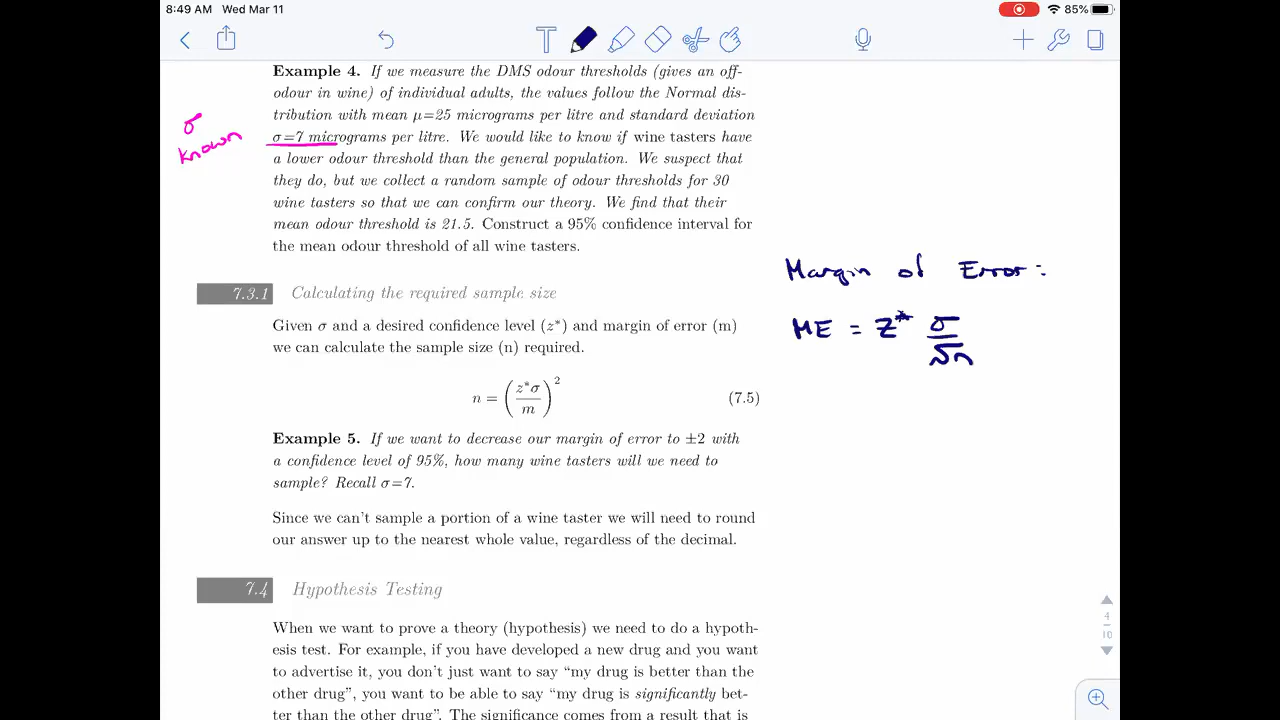 8:49 AM Wed Mar 11
85%
Example 4. If we measure the DMS odour thresholds (gives an off-
odour in wine) of individual adults, the values follow the Normal dis-
tribution with mean μ=25 micrograms per litre and standard deviation
σ=7 micrograms per litre. We would like to know if wine tasters have
a lower odour threshold than the general population. We suspect that
they do, but we collect a random sample of odour thresholds for 30
wine tasters so that we can confirm our theory. We find that their
mean odour threshold is 21.5. Construct a 95% confidence interval for
the mean odour threshold of all wine tasters.
σ
known
7.3.1 Calculating the required sample size
Given σ and a desired confidence level (z*) and margin of error (m)
we can calculate the sample size (n) required.
n = (z*σ / m)^2 (7.5)
Margin of Error:
ME = z* σ/√n
Example 5. If we want to decrease our margin of error to ±2 with
a confidence level of 95%, how many wine tasters will we need to
sample? Recall σ=7.
Since we can't sample a portion of a wine taster we will need to round
our answer up to the nearest whole value, regardless of the decimal.
7.4 Hypothesis Testing
When we want to prove a theory (hypothesis) we need to do a hypoth-
esis test. For example, if you have developed a new drug and you want
to advertise it, you don't just want to say “my drug is better than the
other drug”, you want to be able to say “my drug is significantly bet-
ter than the other drug”. The significance comes from a result that is
4
10